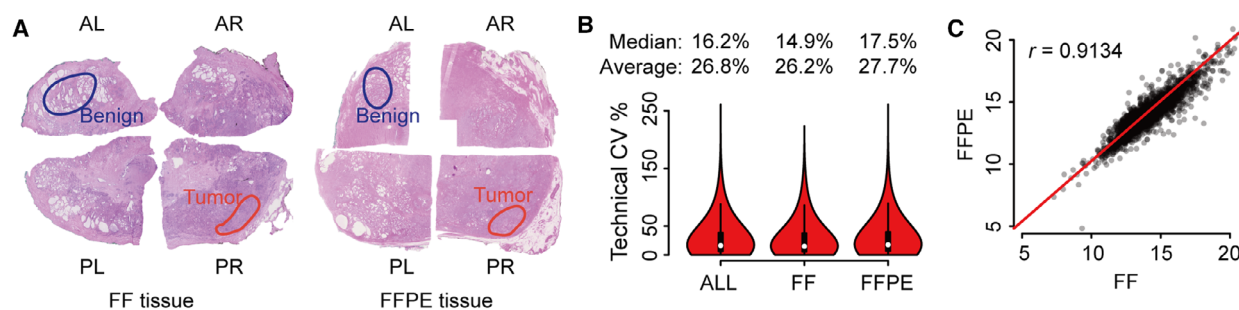 A
AL AR AL AR
Benign
Benign
Tumor
Tumor
PL PR PL PR
FF tissue FFPE tissue
B
Median: 16.2% 14.9% 17.5%
Average: 26.8% 26.2% 27.7%
Technical CV %
250
150
50
0
ALL FF FFPE
C
r = 0.9134
FFPE
20
15
10
5
5 10 15 20
FF